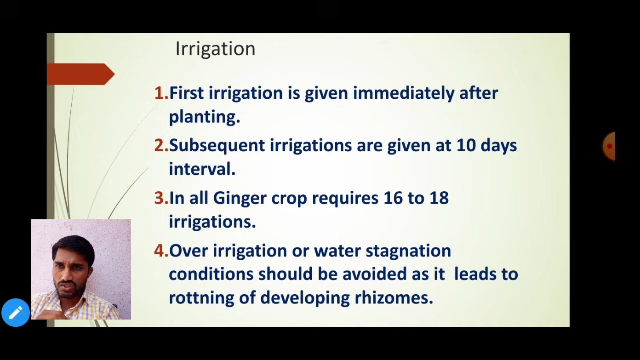 Irrigation
1.First irrigation is given immediately after
planting.
2.Subsequent irrigations are given at 10 days
interval.
3.In all Ginger crop requires 16 to 18
irrigations.
4.Over irrigation or water stagnation
conditions should be avoided as it  leads to
rottning of developing rhizomes.